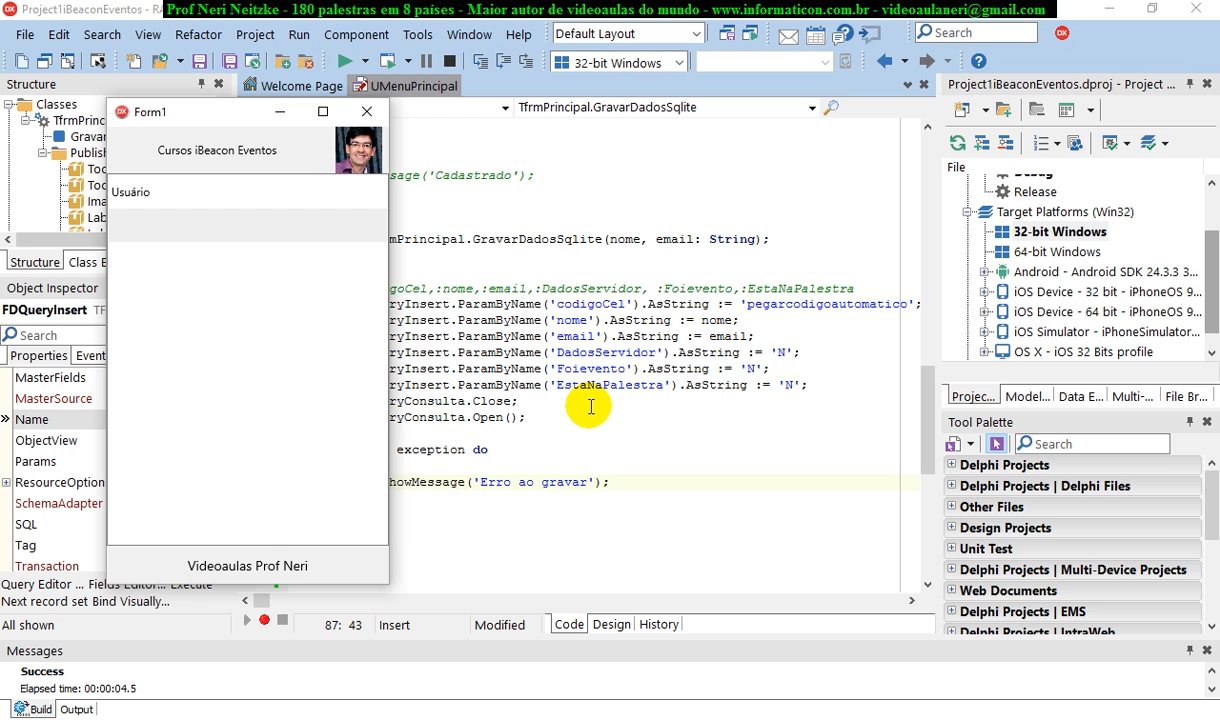 Project1iBeaconEventos - RA
Prof Neri Neitzke - 180 palestras em 8 países - Maior autor de videoaulas do mundo - www.informaticon.com.br - videoaulaneri@gmail.com
File Edit Search View Refactor Project Run Component Tools Window Help
Default Layout
Search
32-bit Windows
Structure
Welcome Page
UMenuPrincipal
Project1iBeaconEventos.dproj - Project ...
Classes
TfrmPrinc
Gravar
Publish
Too
Too
Ima
Lab
Structure
Class E
Form1
Cursos iBeacon Eventos
Usuário
Videoaulas Prof Neri
TfrmPrincipal.GravarDadosSqlite
sage('Cadastrado');
mPrincipal.GravarDadosSqlite(nome, email: String);
goCel,:nome,:email,:DadosServidor, :Foievento,:EstaNaPalestra
ryInsert.ParamByName('codigoCel').AsString := 'pegarcodigoautomatico';
ryInsert.ParamByName('nome').AsString := nome;
ryInsert.ParamByName('email').AsString := email;
ryInsert.ParamByName('DadosServidor').AsString := 'N';
ryInsert.ParamByName('Foievento').AsString := 'N';
ryInsert.ParamByName('EstaNaPalestra').AsString := 'N';
ryConsulta.Close;
ryConsulta.Open();
exception do
howMessage('Erro ao gravar');
Object Inspector
FDQueryInsert TF
Search
Properties
Event
MasterFields
MasterSource
Name
ObjectView
Params
ResourceOption
SchemaAdapter
SQL
Tag
Transaction
Query Editor ... Fields Editor... Execute
Next record set Bind Visually...
All shown
87: 43
Insert
Modified
Code
Design
History
File
Debug
Release
Target Platforms (Win32)
32-bit Windows
64-bit Windows
Android - Android SDK 24.3.3 3...
iOS Device - 32 bit - iPhoneOS 9...
iOS Device - 64 bit - iPhoneOS 9...
iOS Simulator - iPhoneSimulator...
OS X - iOS 32 Bits profile
Projec...
Model...
Data E...
Multi-...
File Br...
Tool Palette
Search
Delphi Projects
Delphi Projects | Delphi Files
Other Files
Design Projects
Unit Test
Delphi Projects | Multi-Device Projects
Web Documents
Delphi Projects | EMS
Delphi Projects | IntraWeb
Messages
Success
Elapsed time: 00:00:04.5
Build
Output